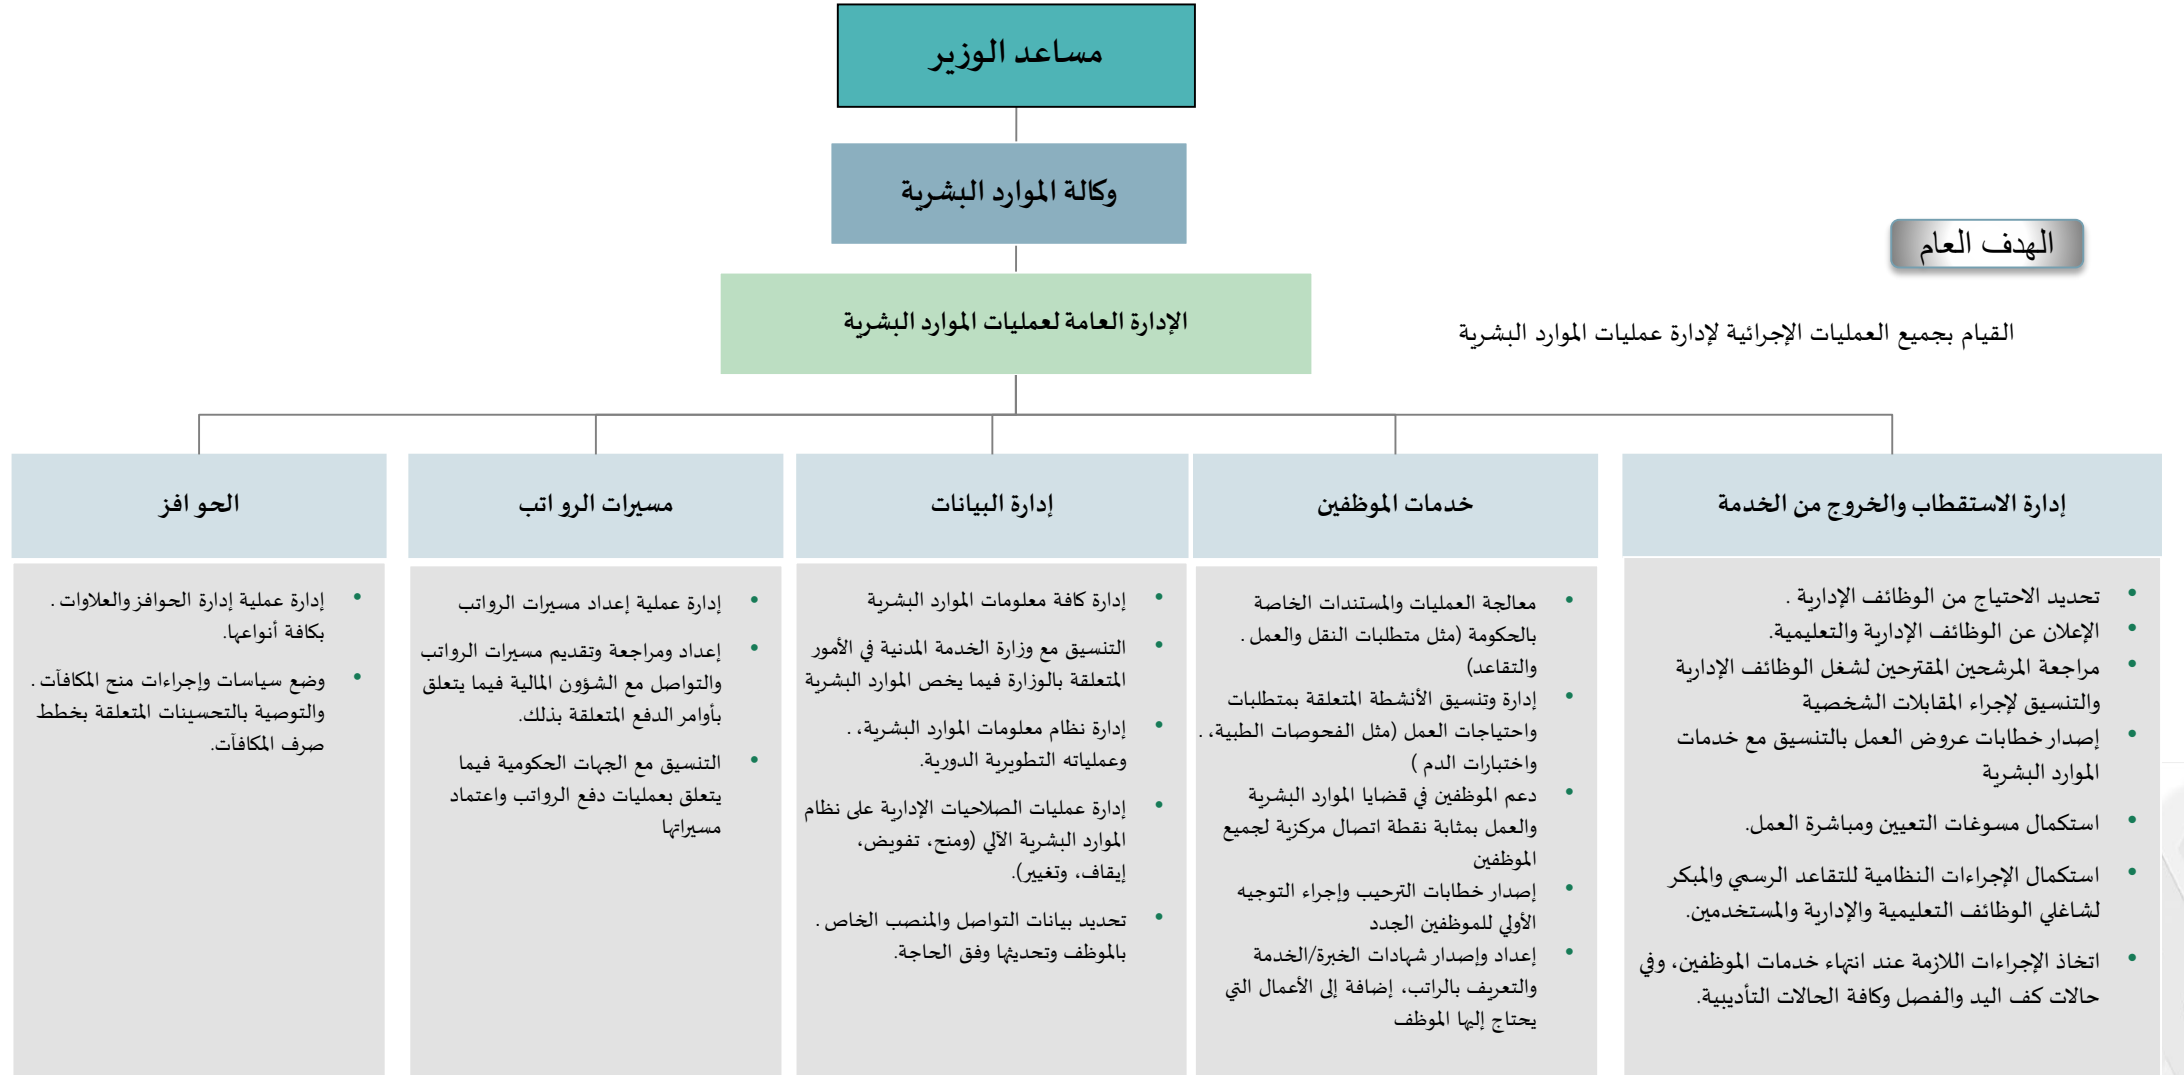 مساعد الوزير
وكالة الموارد البشرية
الهدف العام
الإدارة العامة لعمليات الموارد البشرية
القيام بجميع العمليات الإجرائية لإدارة عمليات الموارد البشرية
إدارة الاستقطاب والخروج من الخدمة
• تحديد الاحتياج من الوظائف الإدارية .
• الإعلان عن الوظائف الإدارية والتعليمية.
• مراجعة المرشحين المقترحين لشغل الوظائف الإدارية
والتنسيق لإجراء المقابلات الشخصية
• إصدار خطابات عروض العمل بالتنسيق مع خدمات
الموارد البشرية
• استكمال مسوغات التعيين ومباشرة العمل.
• استكمال الإجراءات النظامية للتقاعد الرسمي والمبكر
لشاغلي الوظائف التعليمية والإدارية والمستخدمين.
• اتخاذ الإجراءات اللازمة عند انتهاء خدمات الموظفين، وفي
حالات كف اليد والفصل وكافة الحالات التأديبية.
خدمات الموظفين
• معالجة العمليات والمستندات الخاصة
بالحكومة (مثل متطلبات النقل والعمل .
والتقاعد)
• إدارة وتنسيق الأنشطة المتعلقة بمتطلبات
واحتياجات العمل (مثل الفحوصات الطبية، .
واختبارات الدم )
• دعم الموظفين في قضايا الموارد البشرية
والعمل بمثابة نقطة اتصال مركزية لجميع
الموظفين
• إصدار خطابات الترحيب وإجراء التوجيه
الأولي للموظفين الجدد
• إعداد وإصدار شهادات الخبرة/الخدمة
والتعريف بالراتب، إضافة إلى الأعمال التي
يحتاج إليها الموظف
إدارة البيانات
• إدارة كافة معلومات الموارد البشرية
• التنسيق مع وزارة الخدمة المدنية في الأمور
المتعلقة بالوزارة فيما يخص الموارد البشرية
• إدارة نظام معلومات الموارد البشرية، .
وعملياته التطويرية الدورية.
• إدارة عمليات الصلاحيات الإدارية على نظام
الموارد البشرية الآلي (ومنح، تفويض،
إيقاف، وتغيير).
• تحديد بيانات التواصل والمنصب الخاص .
بالموظف وتحديثها وفق الحاجة.
مسيرات الرواتب
• إدارة عملية إعداد مسيرات الرواتب
• إعداد ومراجعة وتقديم مسيرات الرواتب
والتواصل مع الشؤون المالية فيما يتعلق
بأوامر الدفع المتعلقة بذلك.
• التنسيق مع الجهات الحكومية فيما
يتعلق بعمليات دفع الرواتب واعتماد
مسيراتها
الحوافز
• إدارة عملية إدارة الحوافز والعلاوات .
بكافة أنواعها.
• وضع سياسات وإجراءات منح المكافآت .
والتوصية بالتحسينات المتعلقة بخطط
صرف المكافآت.